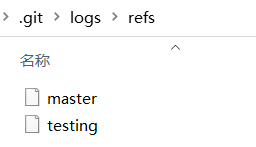 .git logs refs
名称
master
testing